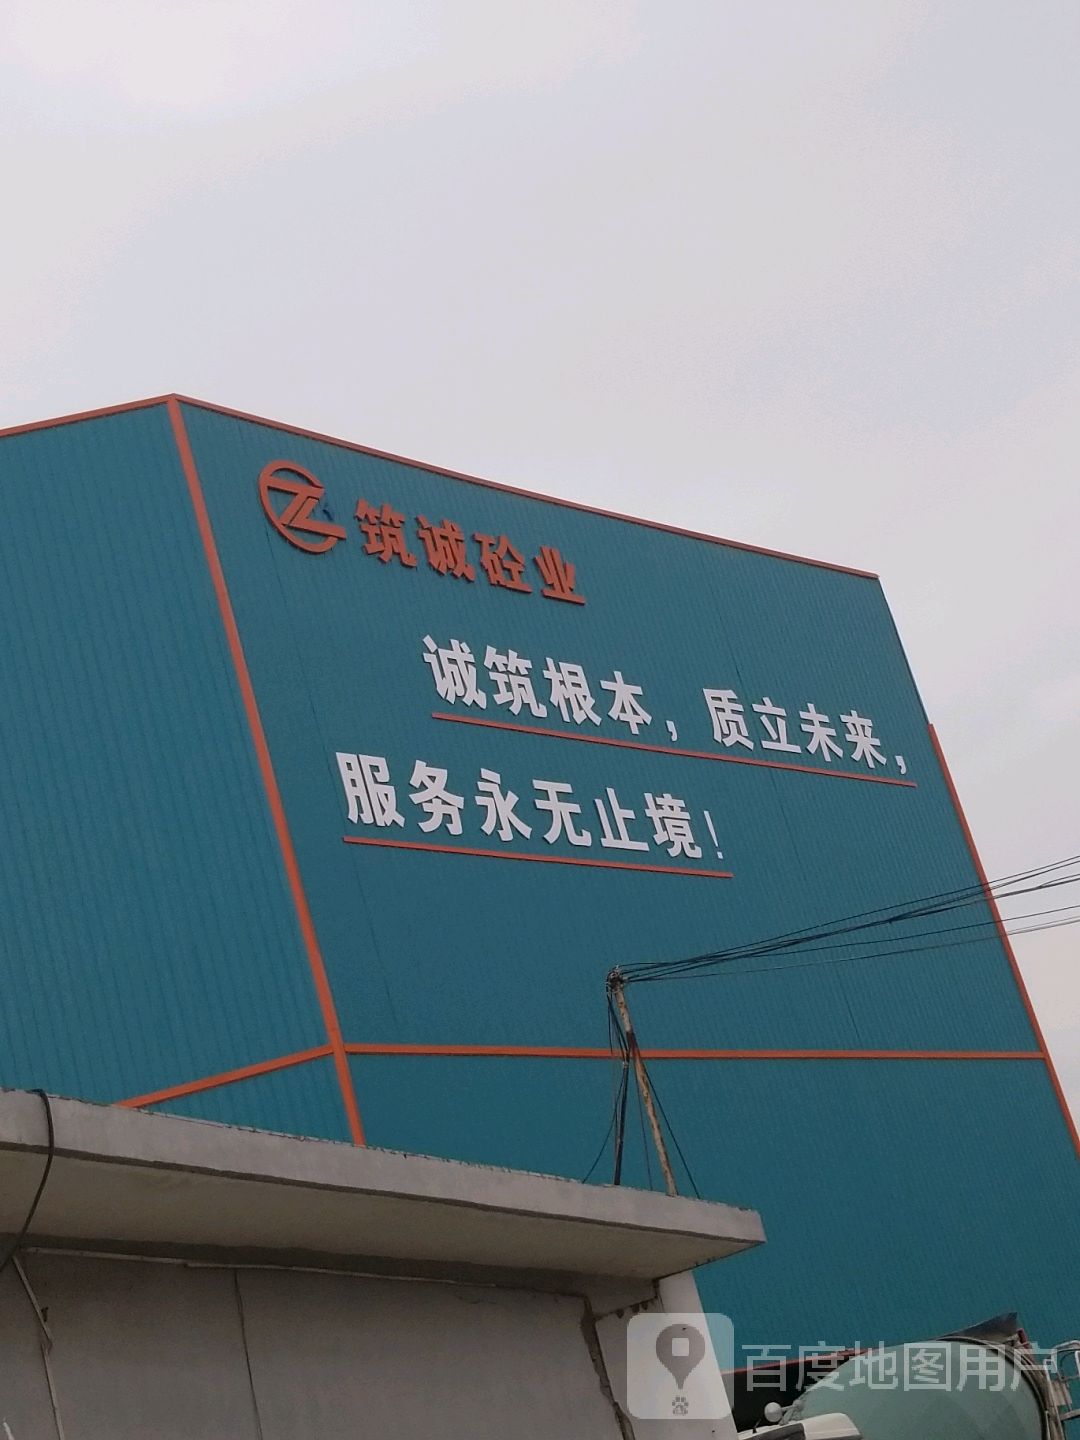 筑诚砼业
诚筑根本，质立未来，
服务永无止境！
百度地图用户